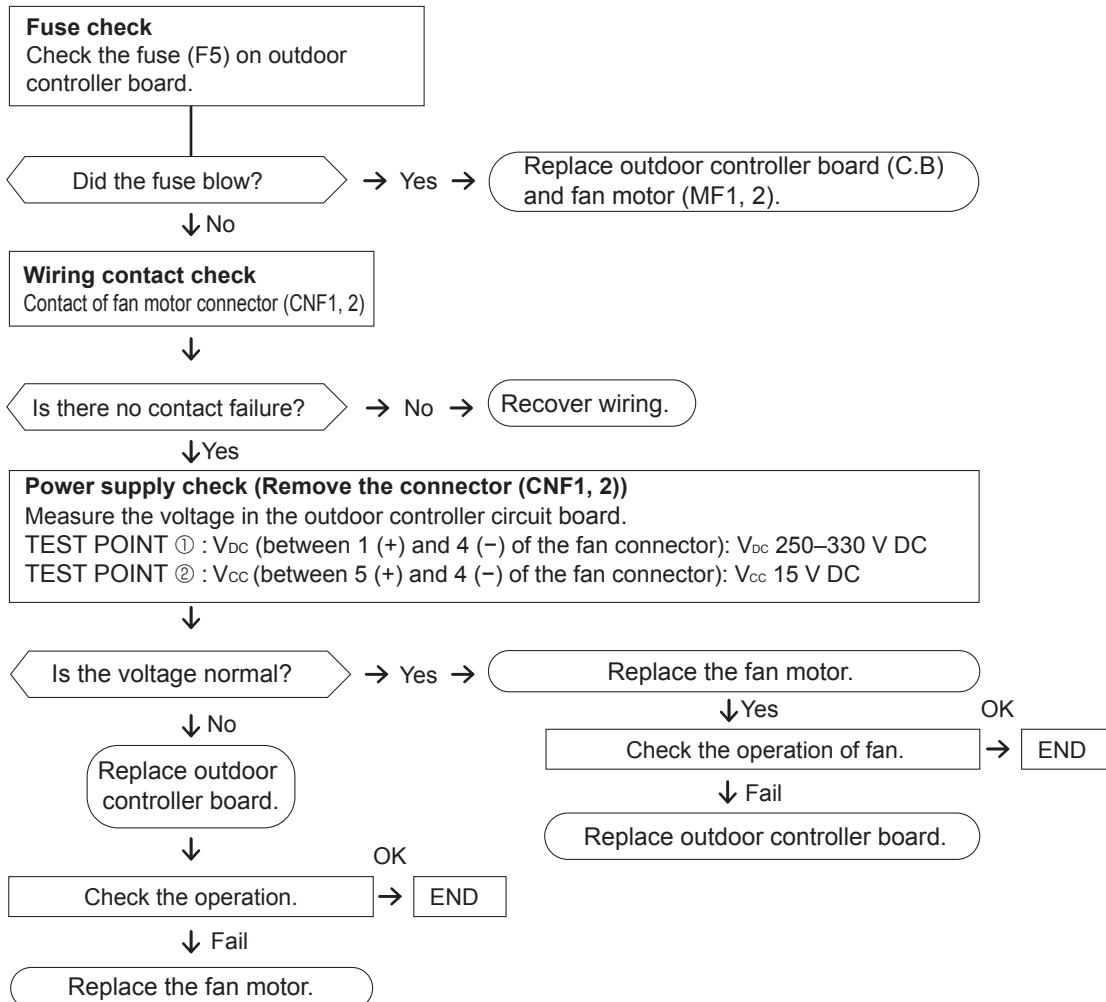 Fuse check
Check the fuse (F5) on outdoor
controller board.
Did the fuse blow?
→ Yes →
Replace outdoor controller board (C.B)
and fan motor (MF1, 2).
↓ No
Wiring contact check
Contact of fan motor connector (CNF1, 2)
↓
Is there no contact failure?
→ No →
Recover wiring.
↓Yes
Power supply check (Remove the connector (CNF1, 2))
Measure the voltage in the outdoor controller circuit board.
TEST POINT ① : VDC (between 1 (+) and 4 (−) of the fan connector): VDC 250–330 V DC
TEST POINT ② : VCC (between 5 (+) and 4 (−) of the fan connector): Vcc 15 V DC
↓
Is the voltage normal?
→ Yes →
Replace the fan motor.
↓Yes
Check the operation of fan.
OK
→
END
↓ Fail
Replace outdoor controller board.
↓ No
Replace outdoor
controller board.
↓
Check the operation.
OK
→
END
↓ Fail
Replace the fan motor.